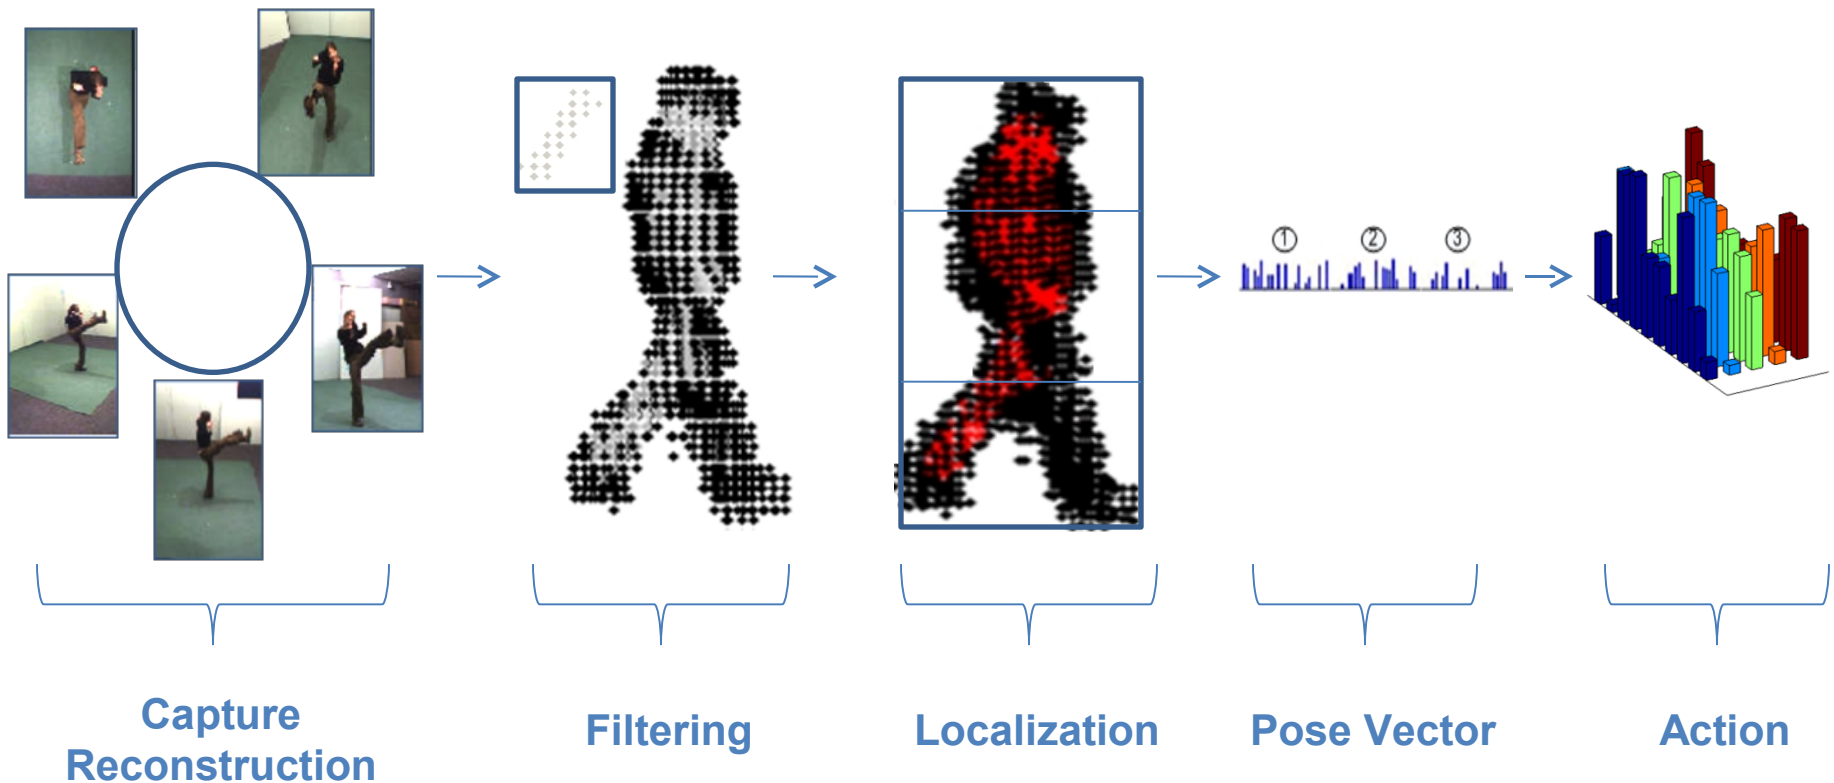 ① ② ③
Capture
Reconstruction
Filtering
Localization
Pose Vector
Action